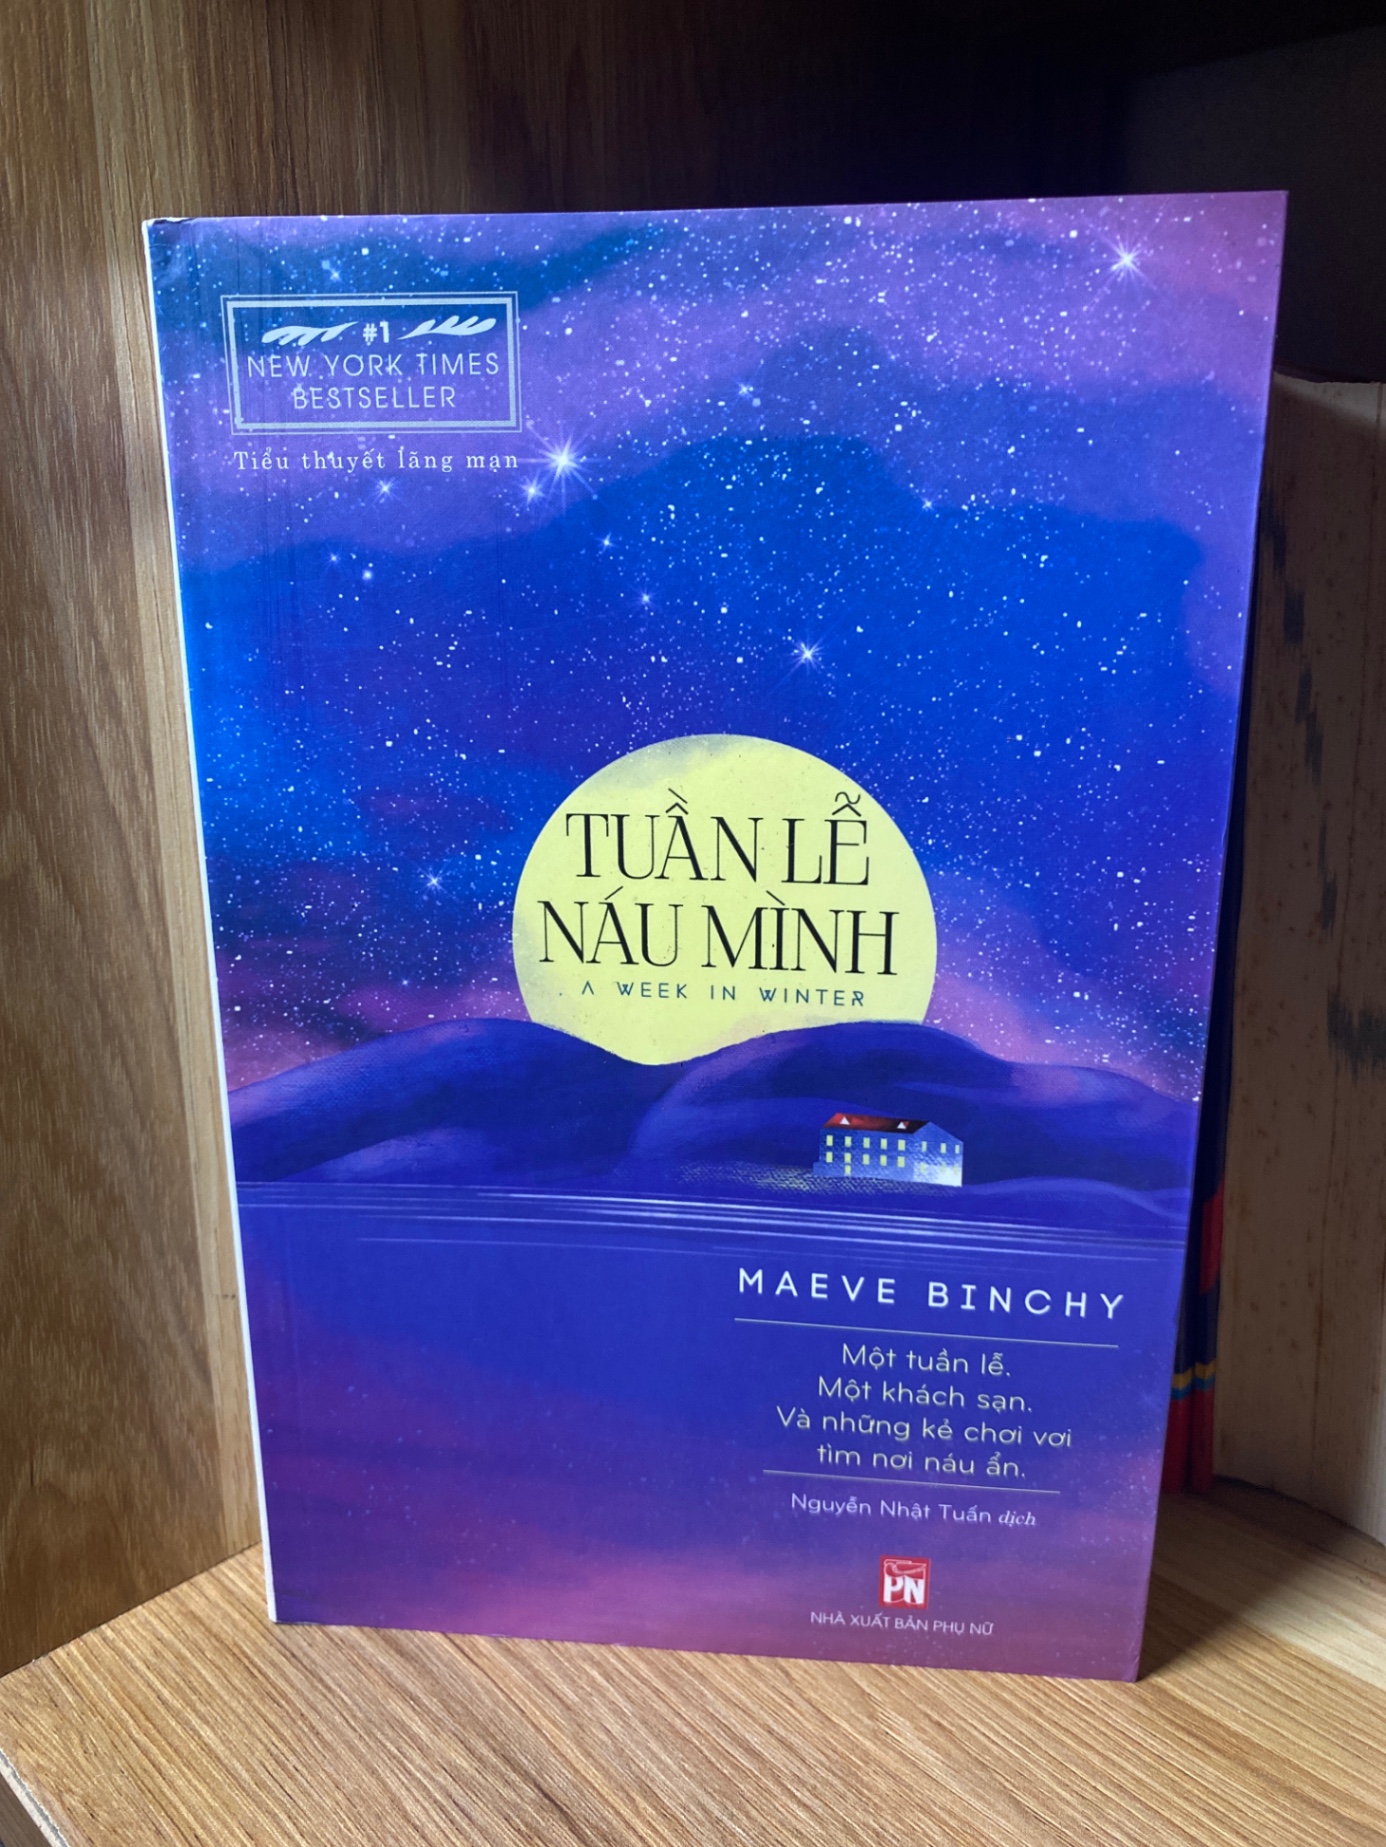 #1
NEW YORK TIMES
BESTSELLER
Tiểu thuyết lãng mạn
TUẦN LỄ
NÁU MÌNH
A WEEK IN WINTER
MAEVE BINCHY
Một tuần lễ.
Một khách sạn.
Và những kẻ chơi vơi
tìm nơi náu ẩn.
Nguyễn Nhật Tuấn dịch
PN
NHÀ XUẤT BẢN PHỤ NỮ